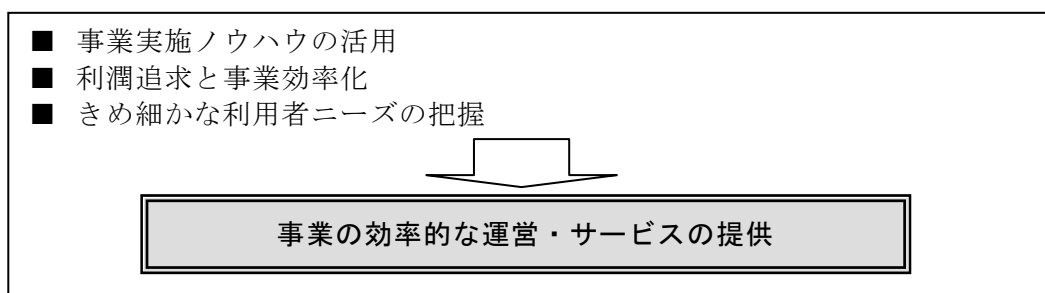 ■ 事業実施ノウハウの活用
■ 利潤追求と事業効率化
■ きめ細かな利用者ニーズの把握
事業の効率的な運営・サービスの提供